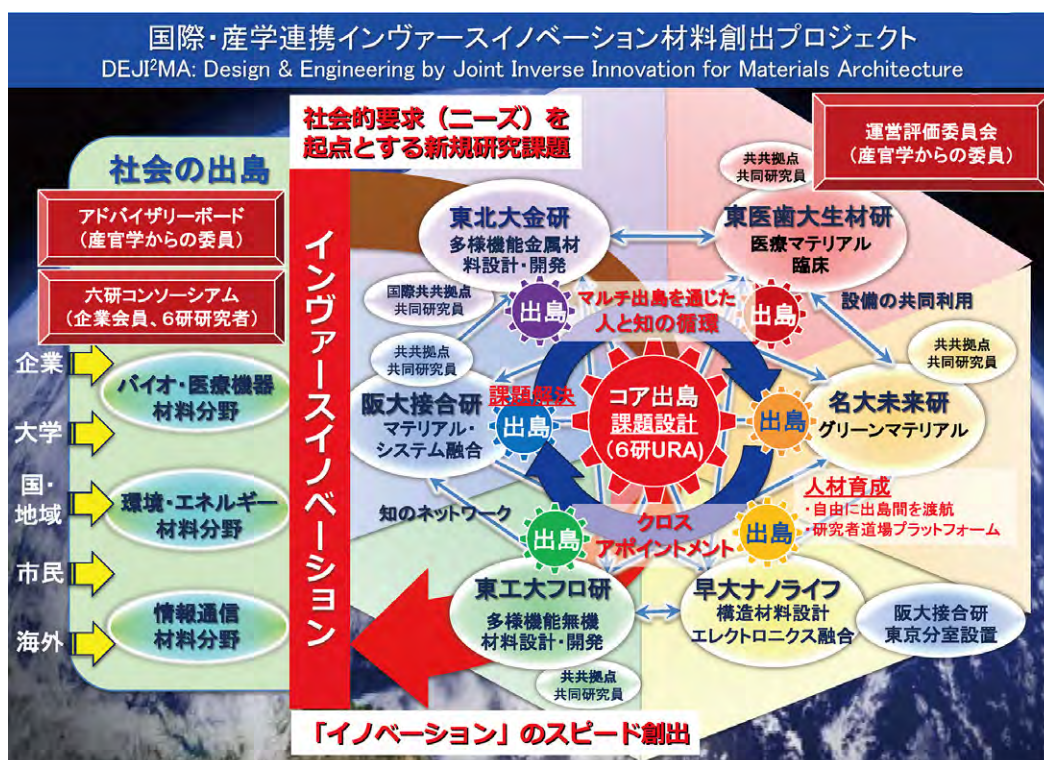 国際・産学連携インヴァースイノベーション材料創出プロジェクト
DEJI²MA: Design & Engineering by Joint Inverse Innovation for Materials Architecture
社会の出島
アドバイザリーボード
(産官学からの委員)
六研コンソーシアム
(企業会員、6研研究者)
企業
大学
国・
地域
市民
海外
バイオ・医療機器
材料分野
環境・エネルギー
材料分野
情報通信
材料分野
社会的要求(ニーズ)を
起点とする新規研究課題
インヴァースイノベーション
運営評価委員会
(産官学からの委員)
共共拠点
共同研究員
東北大金研
多様機能金属材
料設計・開発
東医歯大生材研
医療マテリアル
臨床
国際共共拠点
共同研究員
出島
マルチ出島を通じた
人と知の循環
出島
設備の共同利用
共共拠点
共同研究員
共共拠点
共同研究員
阪大接合研
マテリアル・
システム融合
課題解決
出島
コア出島
課題設計
(6研URA)
出島
名大未来研
グリーンマテリアル
人材育成
・自由に出島間を渡航
・研究者道場プラットフォーム
知のネットワーク
出島
クロス
アポイントメント
出島
東工大フロ研
多様機能無機
材料設計・開発
早大ナノライフ
構造材料設計
エレクトロニクス融合
阪大接合研
東京分室設置
共共拠点
共同研究員
「イノベーション」のスピード創出